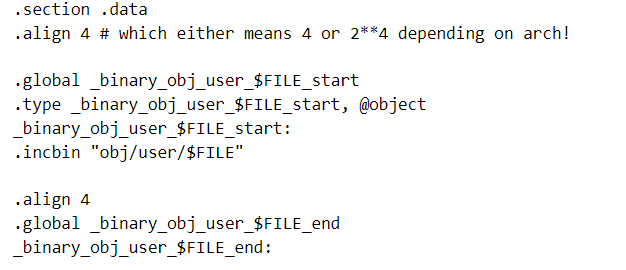 .section .data
.align 4 # which either means 4 or 2**4 depending on arch!

.global _binary_obj_user_$FILE_start
.type _binary_obj_user_$FILE_start, @object
_binary_obj_user_$FILE_start:
.incbin "obj/user/$FILE"

.align 4
.global _binary_obj_user_$FILE_end
_binary_obj_user_$FILE_end: